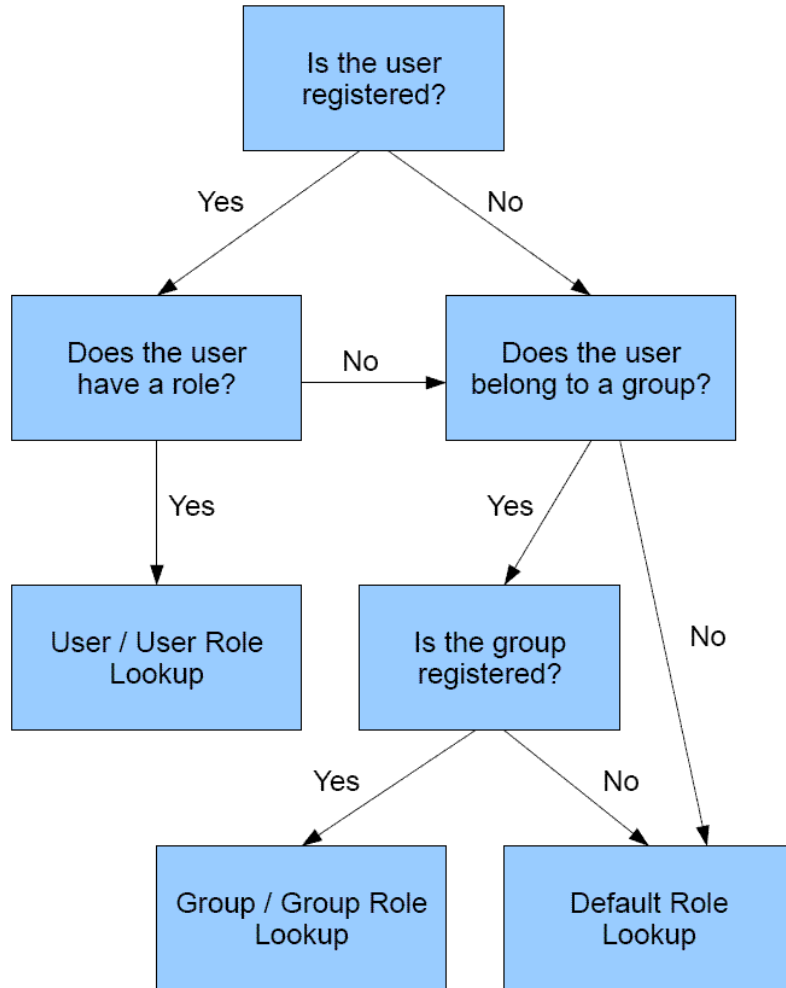 Is the user
registered?
Yes
No
Does the user
have a role?
No
Does the user
belong to a group?
Yes
Yes
User / User Role
Lookup
Is the group
registered?
No
Yes
No
Group / Group Role
Lookup
Default Role
Lookup